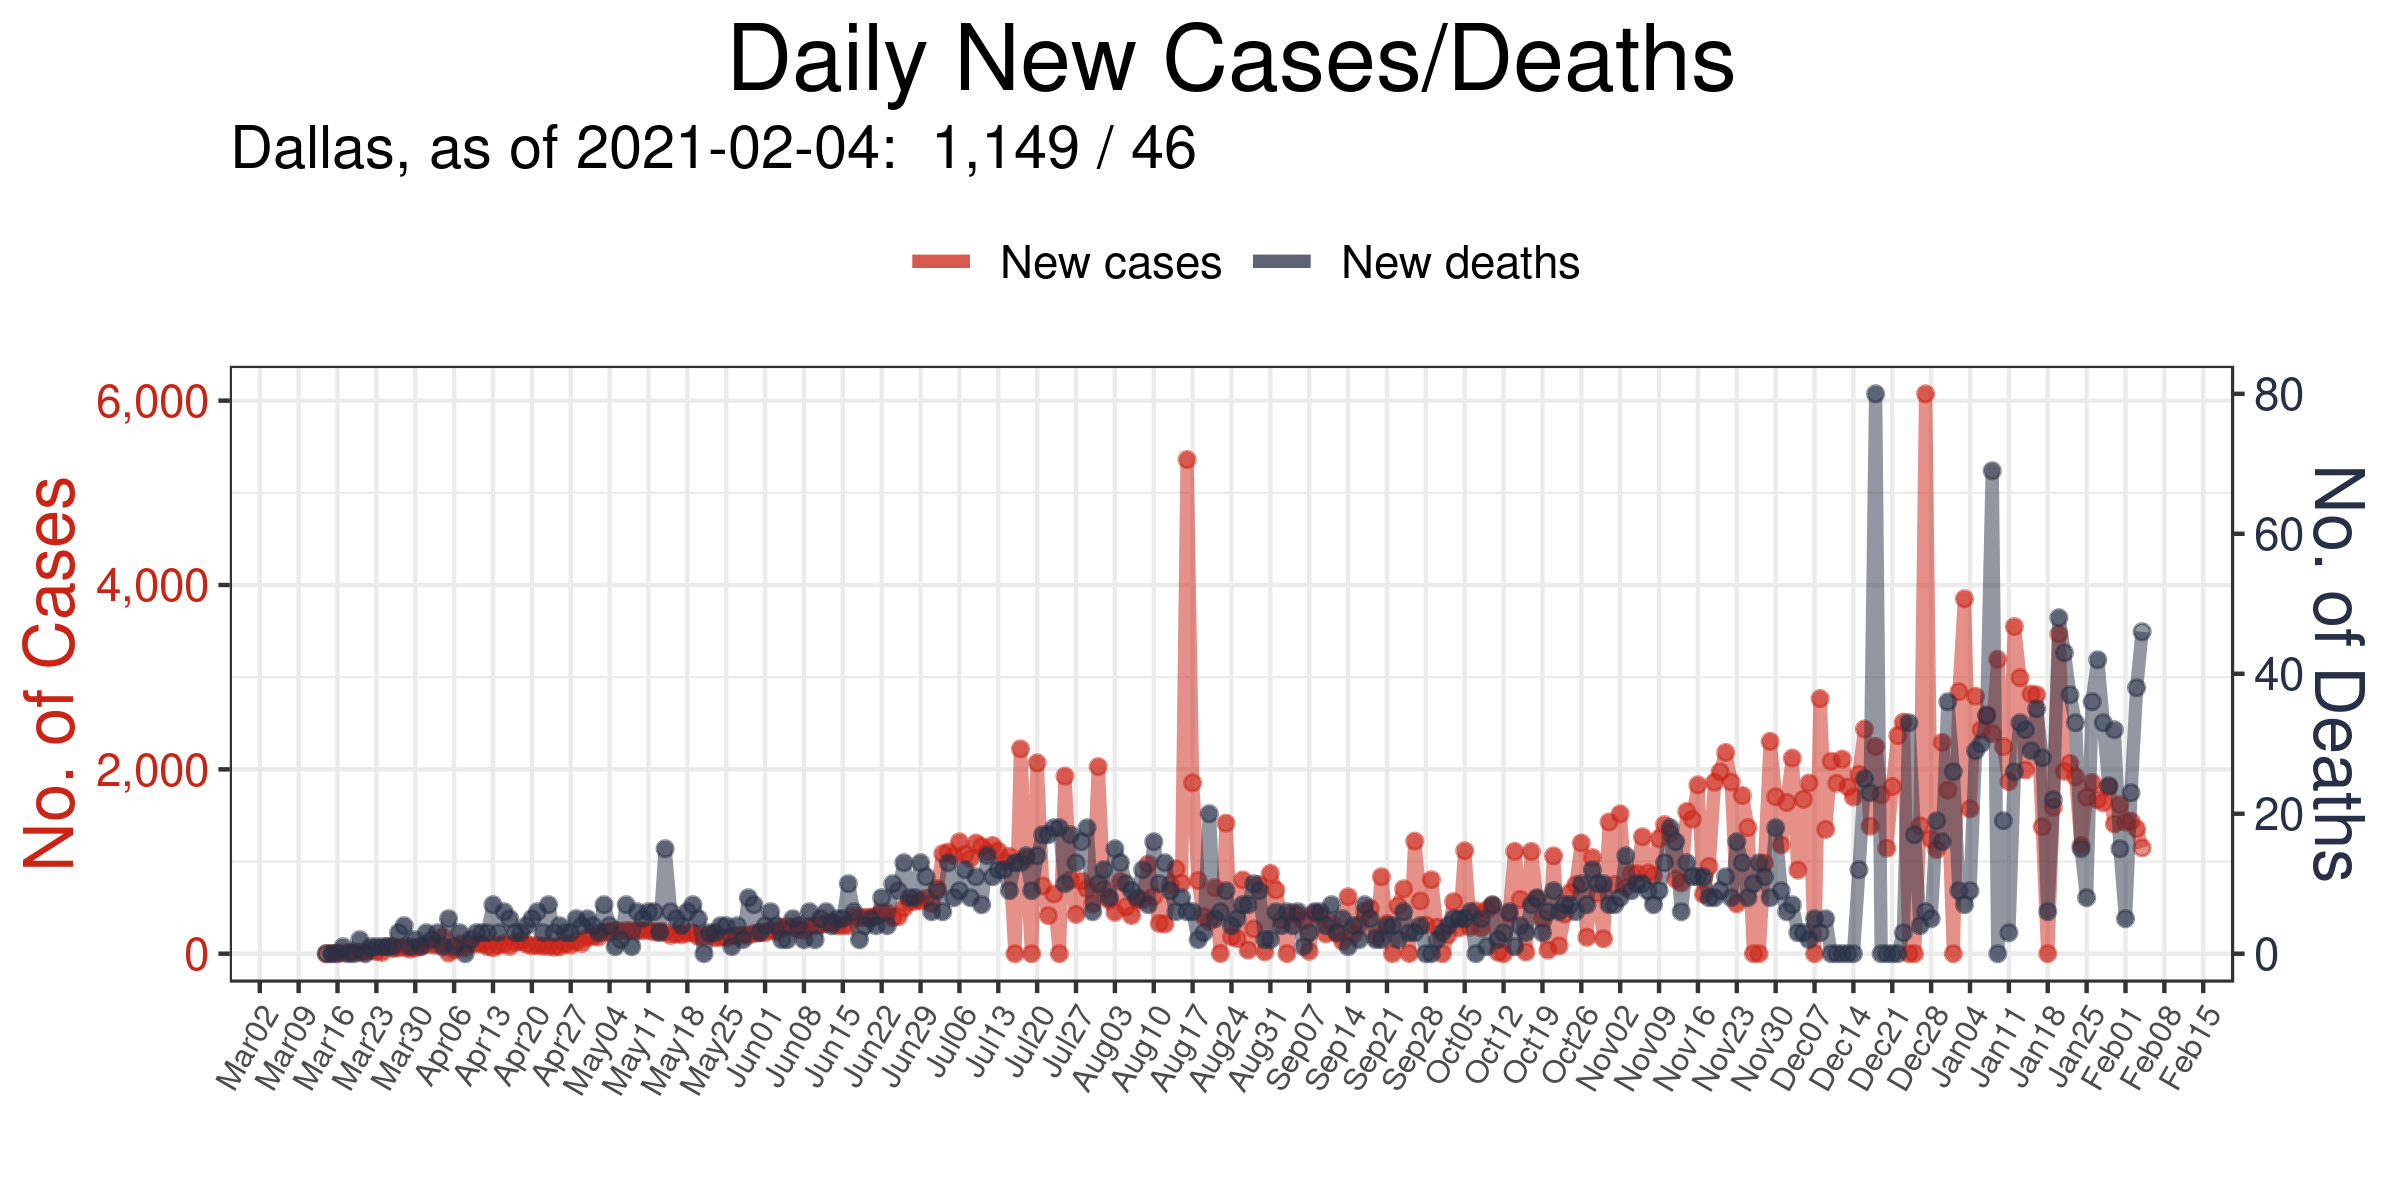 Daily New Cases/Deaths
Dallas, as of 2021-02-04: 1,149 / 46
New cases
New deaths
No. of Cases
6,000
4,000
2,000
0
80
60
40
20
0
No. of Deaths
Mar02
Mar09
Mar16
Mar23
Mar30
Apr06
Apr13
Apr20
Apr27
May04
May11
May18
May25
Jun01
Jun08
Jun15
Jun22
Jun29
Jul06
Jul13
Jul20
Jul27
Aug03
Aug10
Aug17
Aug24
Aug31
Sep07
Sep14
Sep21
Sep28
Oct05
Oct12
Oct19
Oct26
Nov02
Nov09
Nov16
Nov23
Nov30
Dec07
Dec14
Dec21
Dec28
Jan04
Jan11
Jan18
Jan25
Feb01
Feb08
Feb15